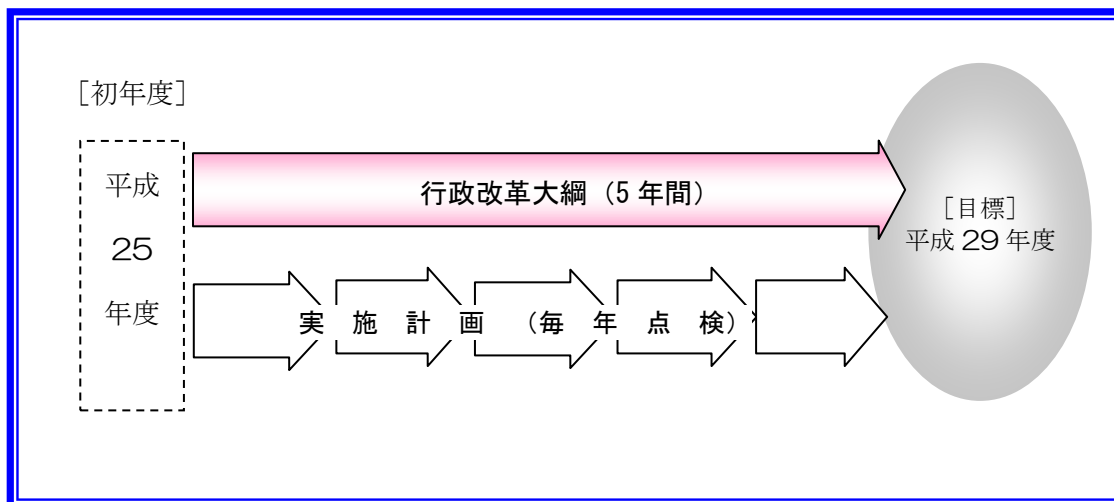 ［初年度］
平成
25
年度
行政改革大綱（5 年間）
［目標］
平成 29 年度
実 施 計 画 （毎 年 点 検）